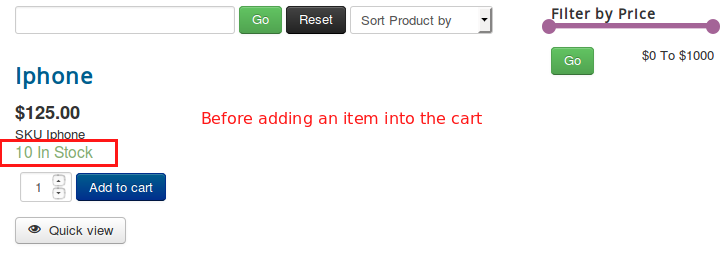 Go Reset Sort Product by
Filter by Price
Go $0 To $1000
Iphone
$125.00
Before adding an item into the cart
SKU Iphone
10 In Stock
1 Add to cart
Quick view